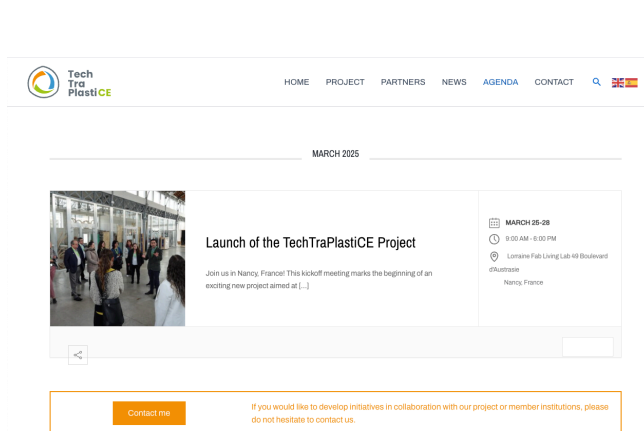 Tech
Tra
PlastiCE
HOME PROJECT PARTNERS NEWS AGENDA CONTACT
MARCH 2025
Launch of the TechTraPlastiCE Project
Join us in Nancy, France! This kickoff meeting marks the beginning of an
exciting new project aimed at [...]
MARCH 25-28
9:00 AM - 6:00 PM
Lorraine Fab Living Lab 49 Boulevard
d'Austrasie
Nancy, France
Contact me
If you would like to develop initiatives in collaboration with our project or member institutions, please
do not hesitate to contact us.